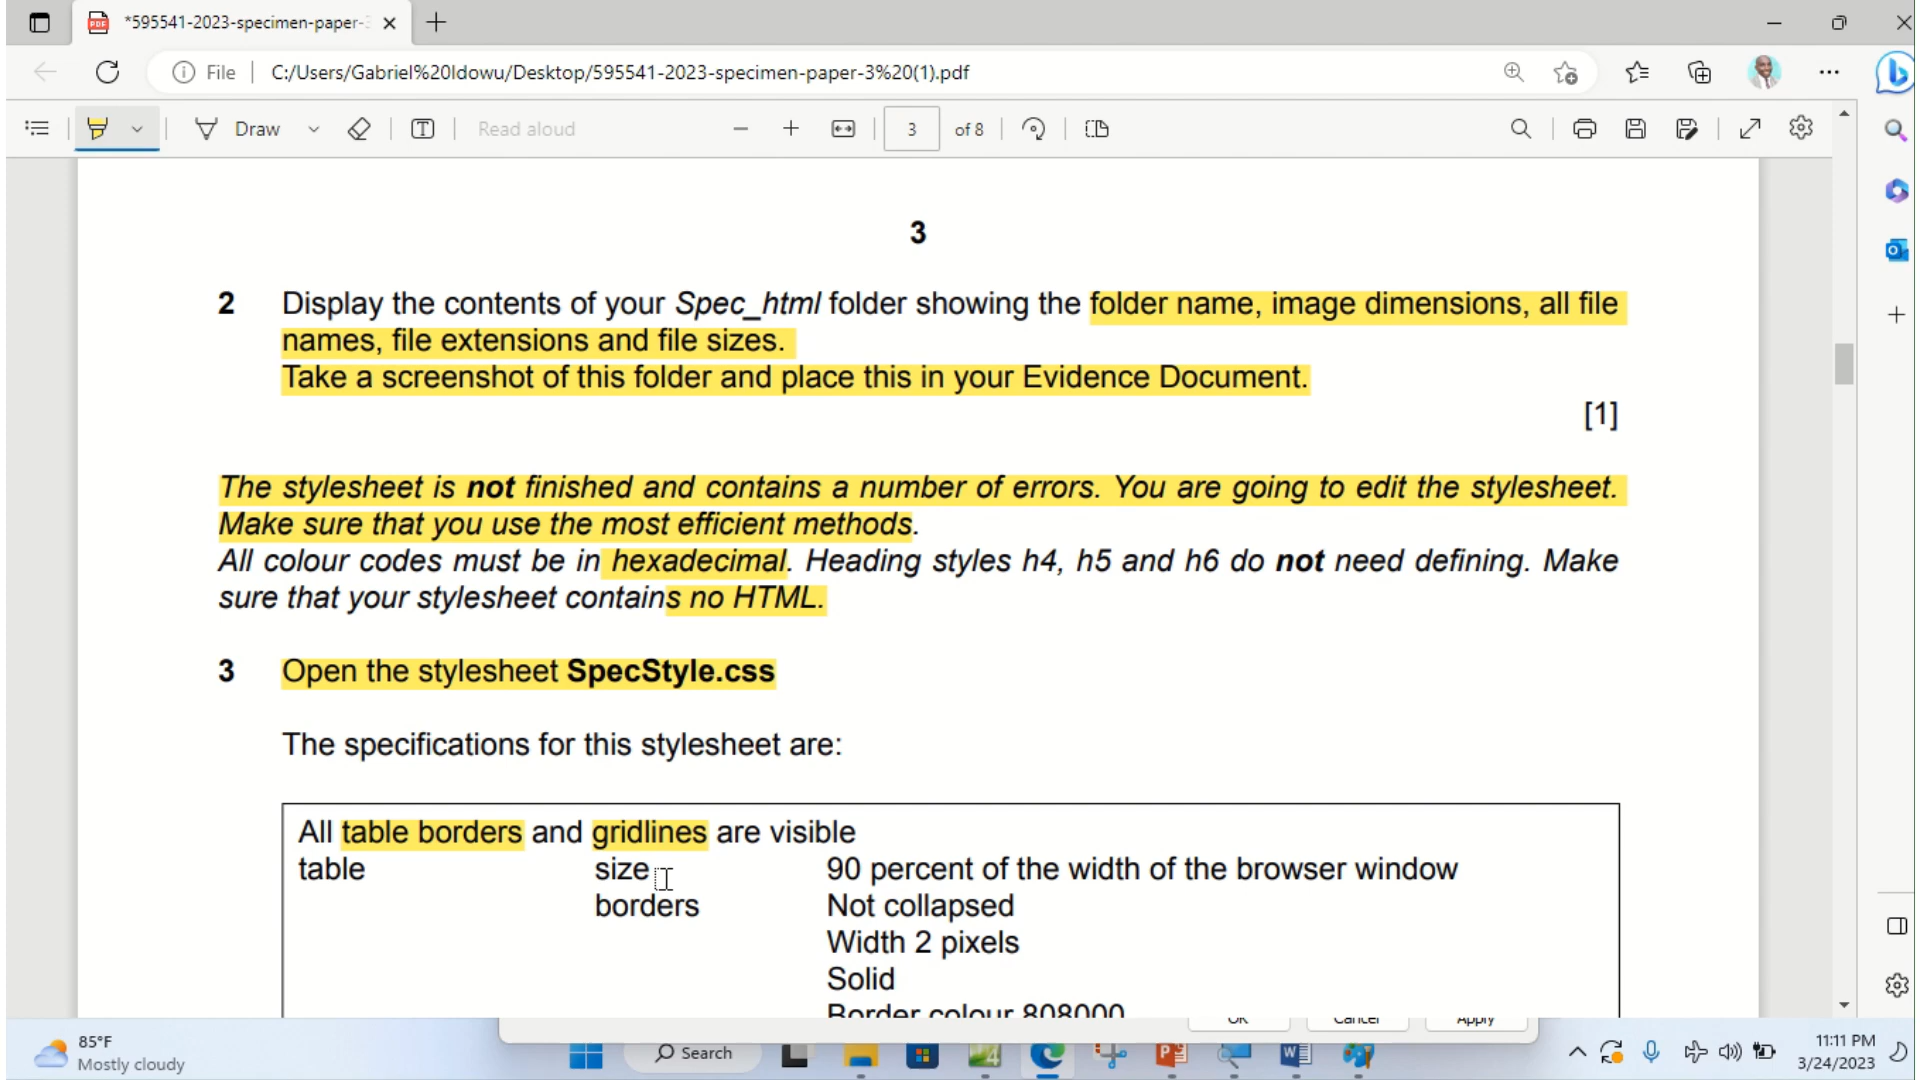 *595541-2023-specimen-paper-3
File
C:/Users/Gabriel%20Idowu/Desktop/595541-2023-specimen-paper-3%20(1).pdf
Draw
Read aloud
3
of 8
3
2 Display the contents of your Spec_html folder showing the folder name, image dimensions, all file
names, file extensions and file sizes.
Take a screenshot of this folder and place this in your Evidence Document.
[1]
The stylesheet is not finished and contains a number of errors. You are going to edit the stylesheet.
Make sure that you use the most efficient methods.
All colour codes must be in hexadecimal. Heading styles h4, h5 and h6 do not need defining. Make
sure that your stylesheet contains no HTML.
3 Open the stylesheet SpecStyle.css
The specifications for this stylesheet are:
All table borders and gridlines are visible
table size 90 percent of the width of the browser window
borders Not collapsed
Width 2 pixels
Solid
Border colour 808000
OK Cancel Apply
85°F
Mostly cloudy
Search
11:11 PM
3/24/2023